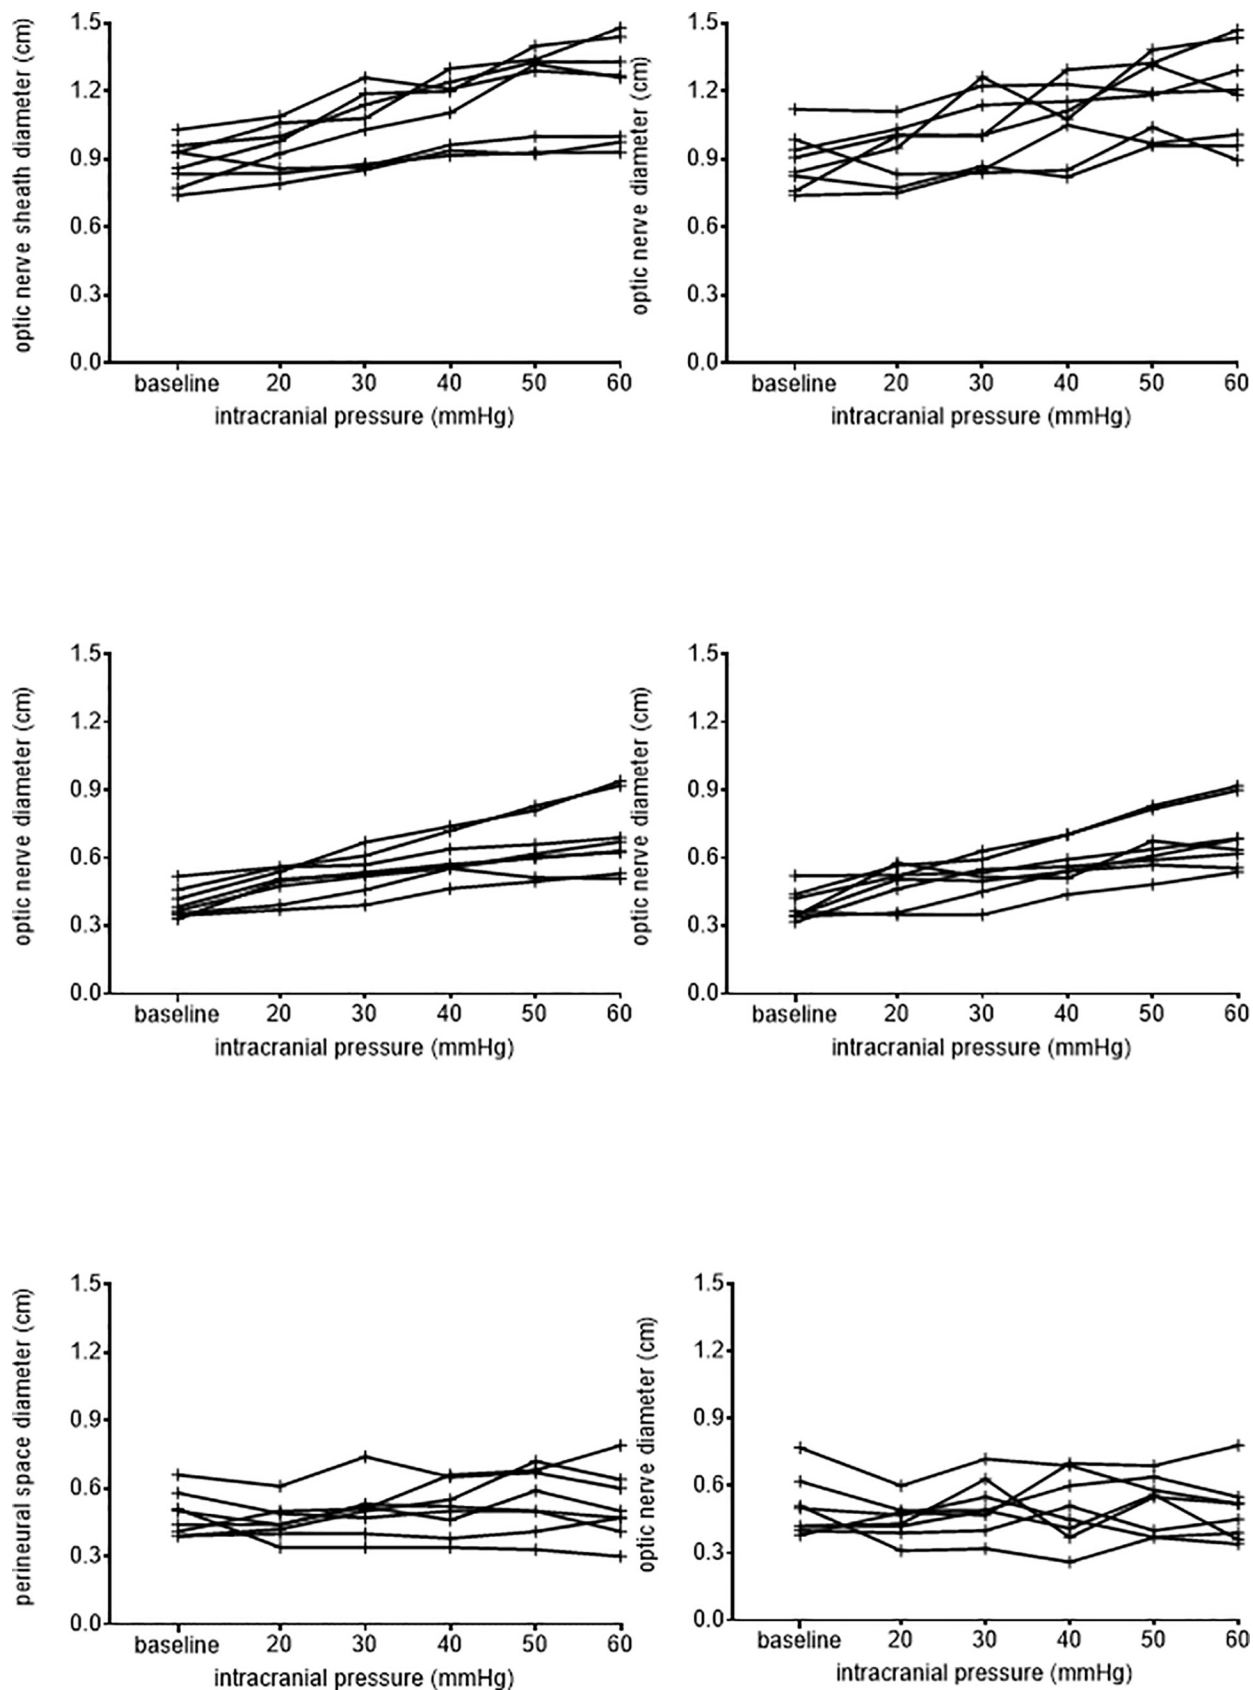 optic nerve sheath diameter (cm)
1.5
1.2
0.9
0.6
0.3
0.0
baseline 20 30 40 50 60
intracranial pressure (mmHg)
optic nerve diameter (cm)
1.5
1.2
0.9
0.6
0.3
0.0
baseline 20 30 40 50 60
intracranial pressure (mmHg)
optic nerve diameter (cm)
1.5
1.2
0.9
0.6
0.3
0.0
baseline 20 30 40 50 60
intracranial pressure (mmHg)
optic nerve diameter (cm)
1.5
1.2
0.9
0.6
0.3
0.0
baseline 20 30 40 50 60
intracranial pressure (mmHg)
perineural space diameter (cm)
1.5
1.2
0.9
0.6
0.3
0.0
baseline 20 30 40 50 60
intracranial pressure (mmHg)
optic nerve diameter (cm)
1.5
1.2
0.9
0.6
0.3
0.0
baseline 20 30 40 50 60
intracranial pressure (mmHg)